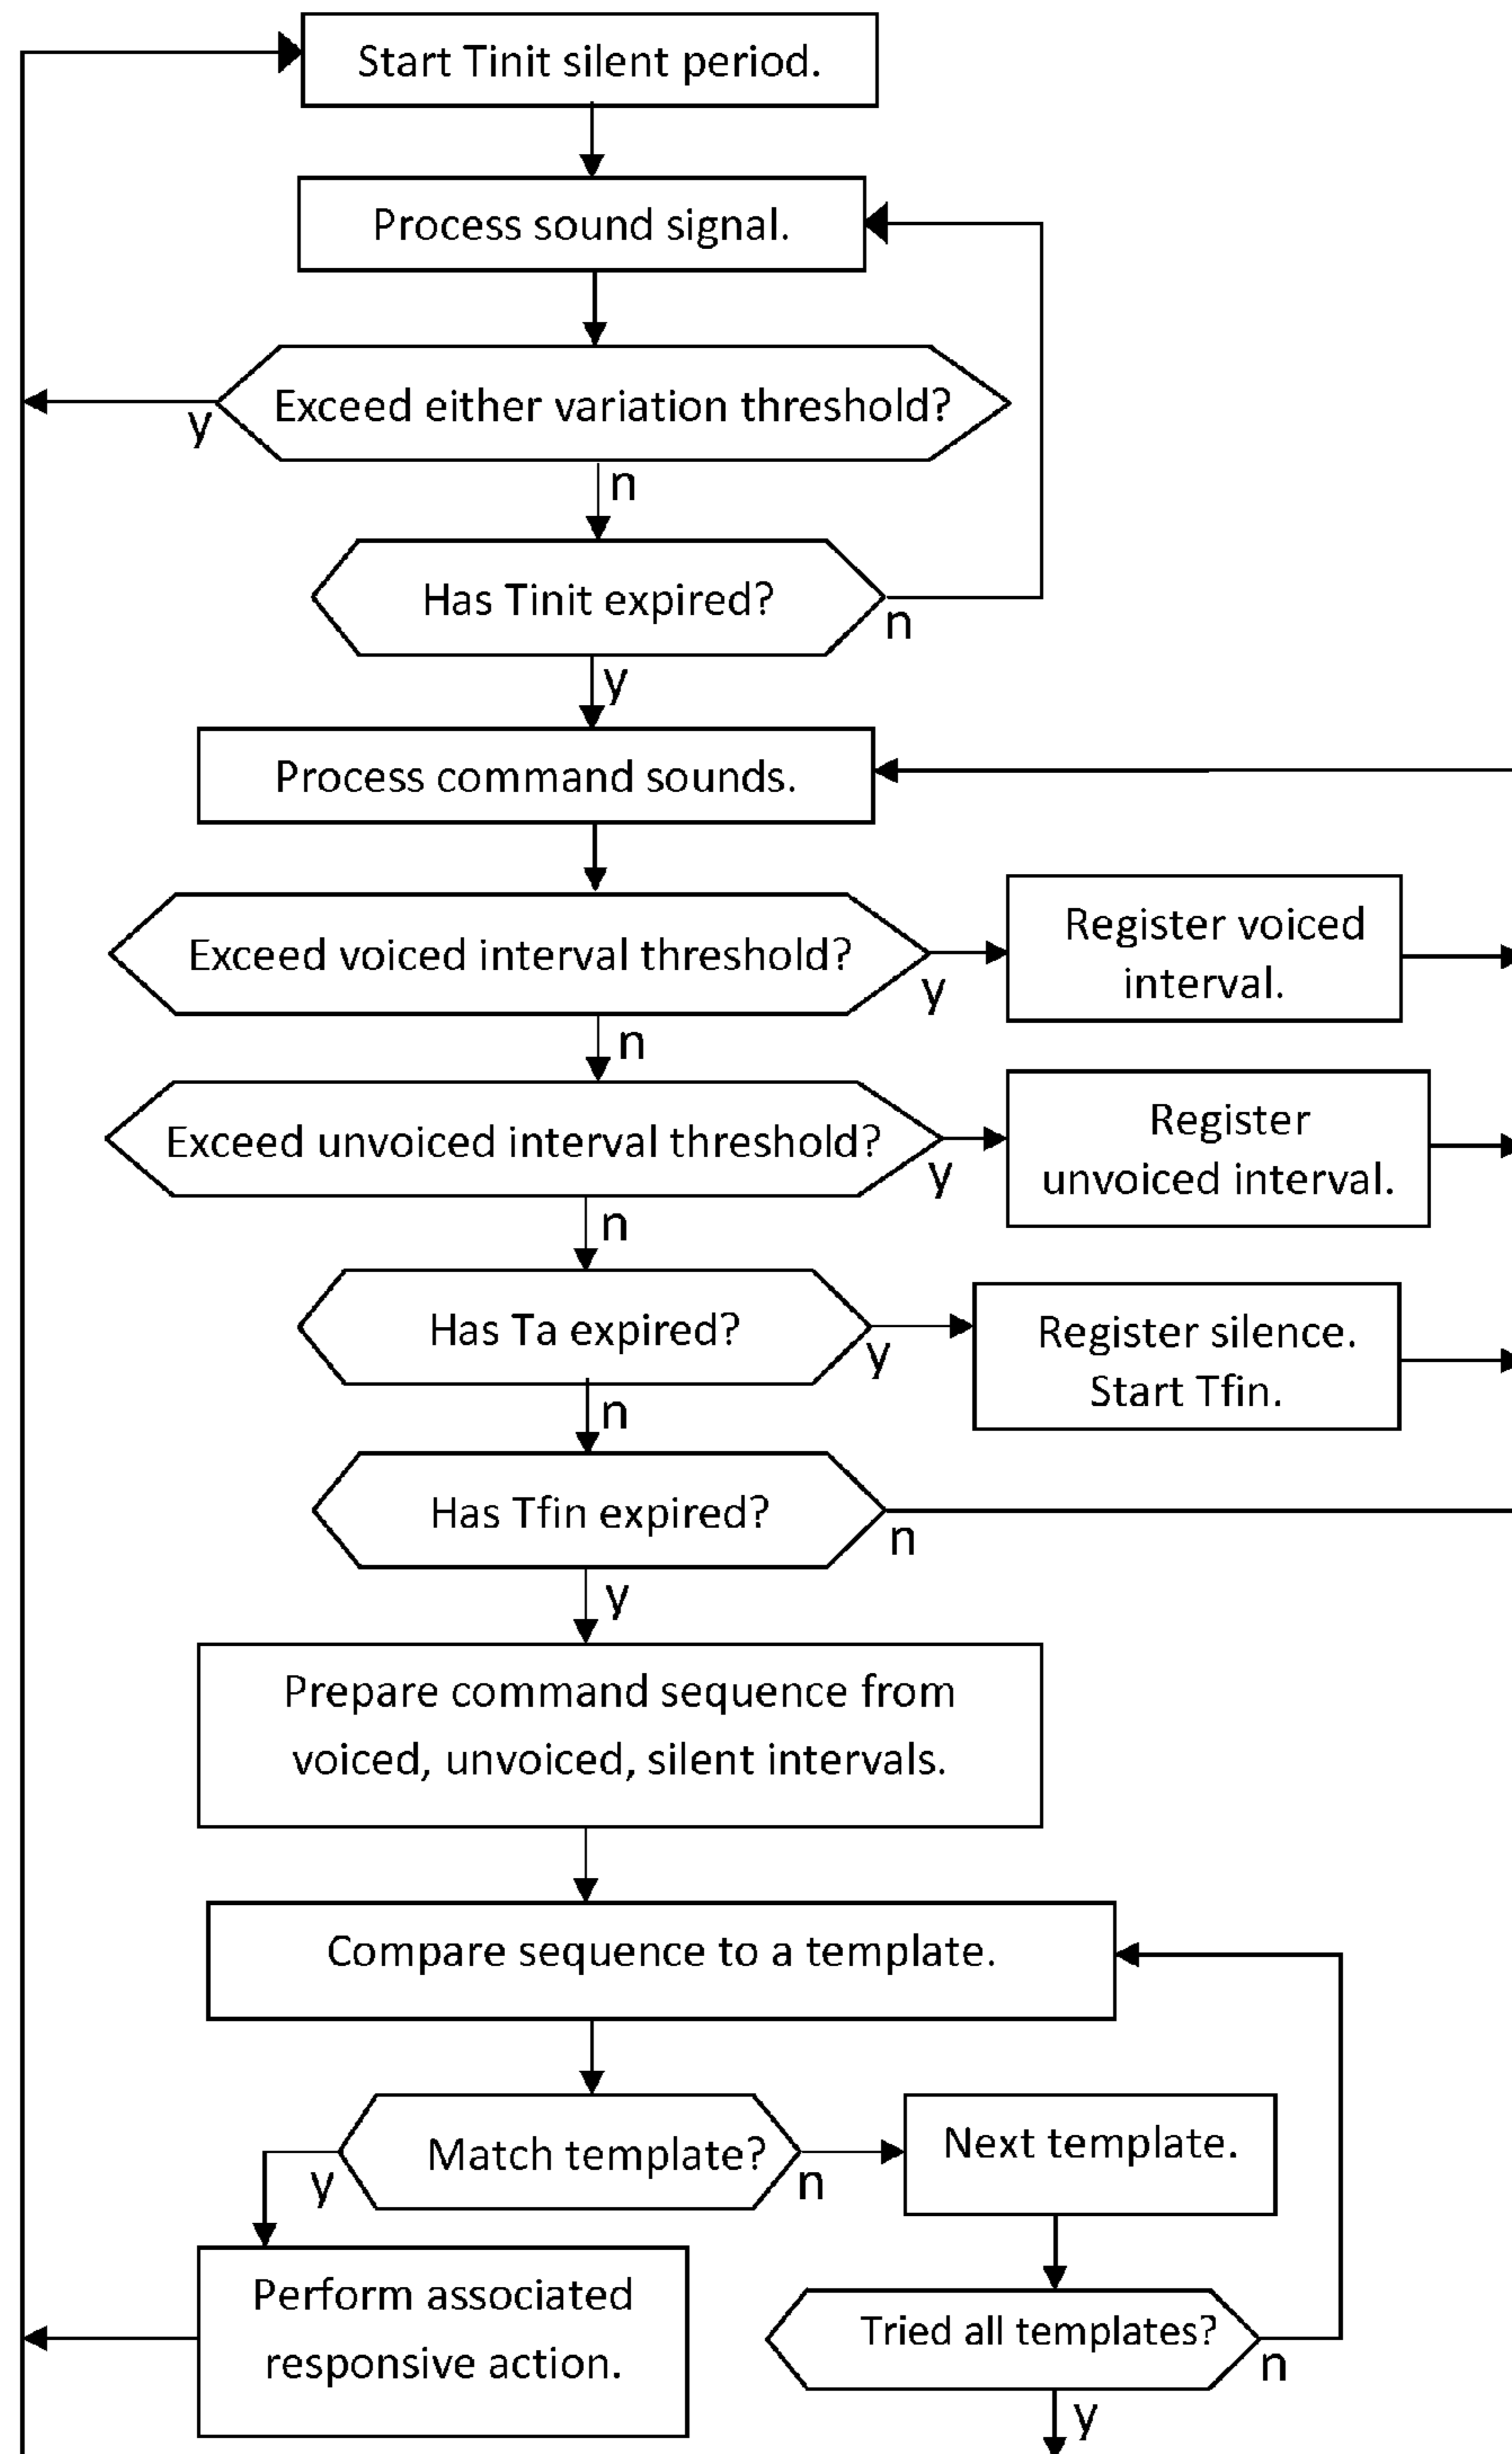 Start Tinit silent period.
Process sound signal.
Exceed either variation threshold?
y
n
Has Tinit expired?
n
y
Process command sounds.
Exceed voiced interval threshold?
y
Register voiced
interval.
n
Exceed unvoiced interval threshold?
y
Register
unvoiced interval.
n
Has Ta expired?
y
Register silence.
Start Tfin.
n
Has Tfin expired?
n
y
Prepare command sequence from
voiced, unvoiced, silent intervals.
Compare sequence to a template.
Match template?
y
n
Next template.
Perform associated
responsive action.
Tried all templates?
n
y